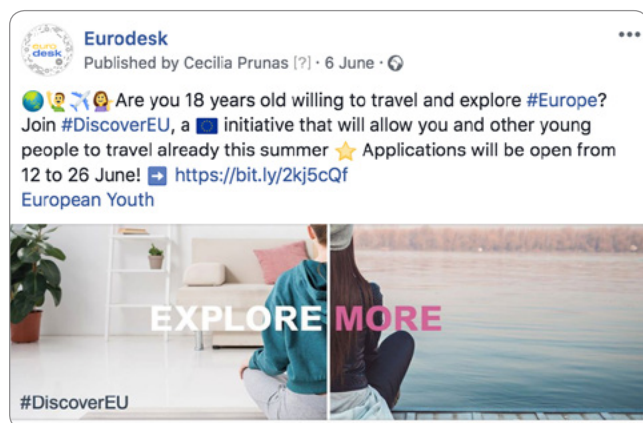 euro
desk
Eurodesk
Published by Cecilia Prunas [?] · 6 June ·
🌍🙋‍♂️✈️💁‍♀️Are you 18 years old willing to travel and explore #Europe?
Join #DiscoverEU, a 🇪🇺 initiative that will allow you and other young
people to travel already this summer ⭐ Applications will be open from
12 to 26 June! ➡️ https://bit.ly/2kj5cQf
European Youth
EXPLORE MORE
#DiscoverEU